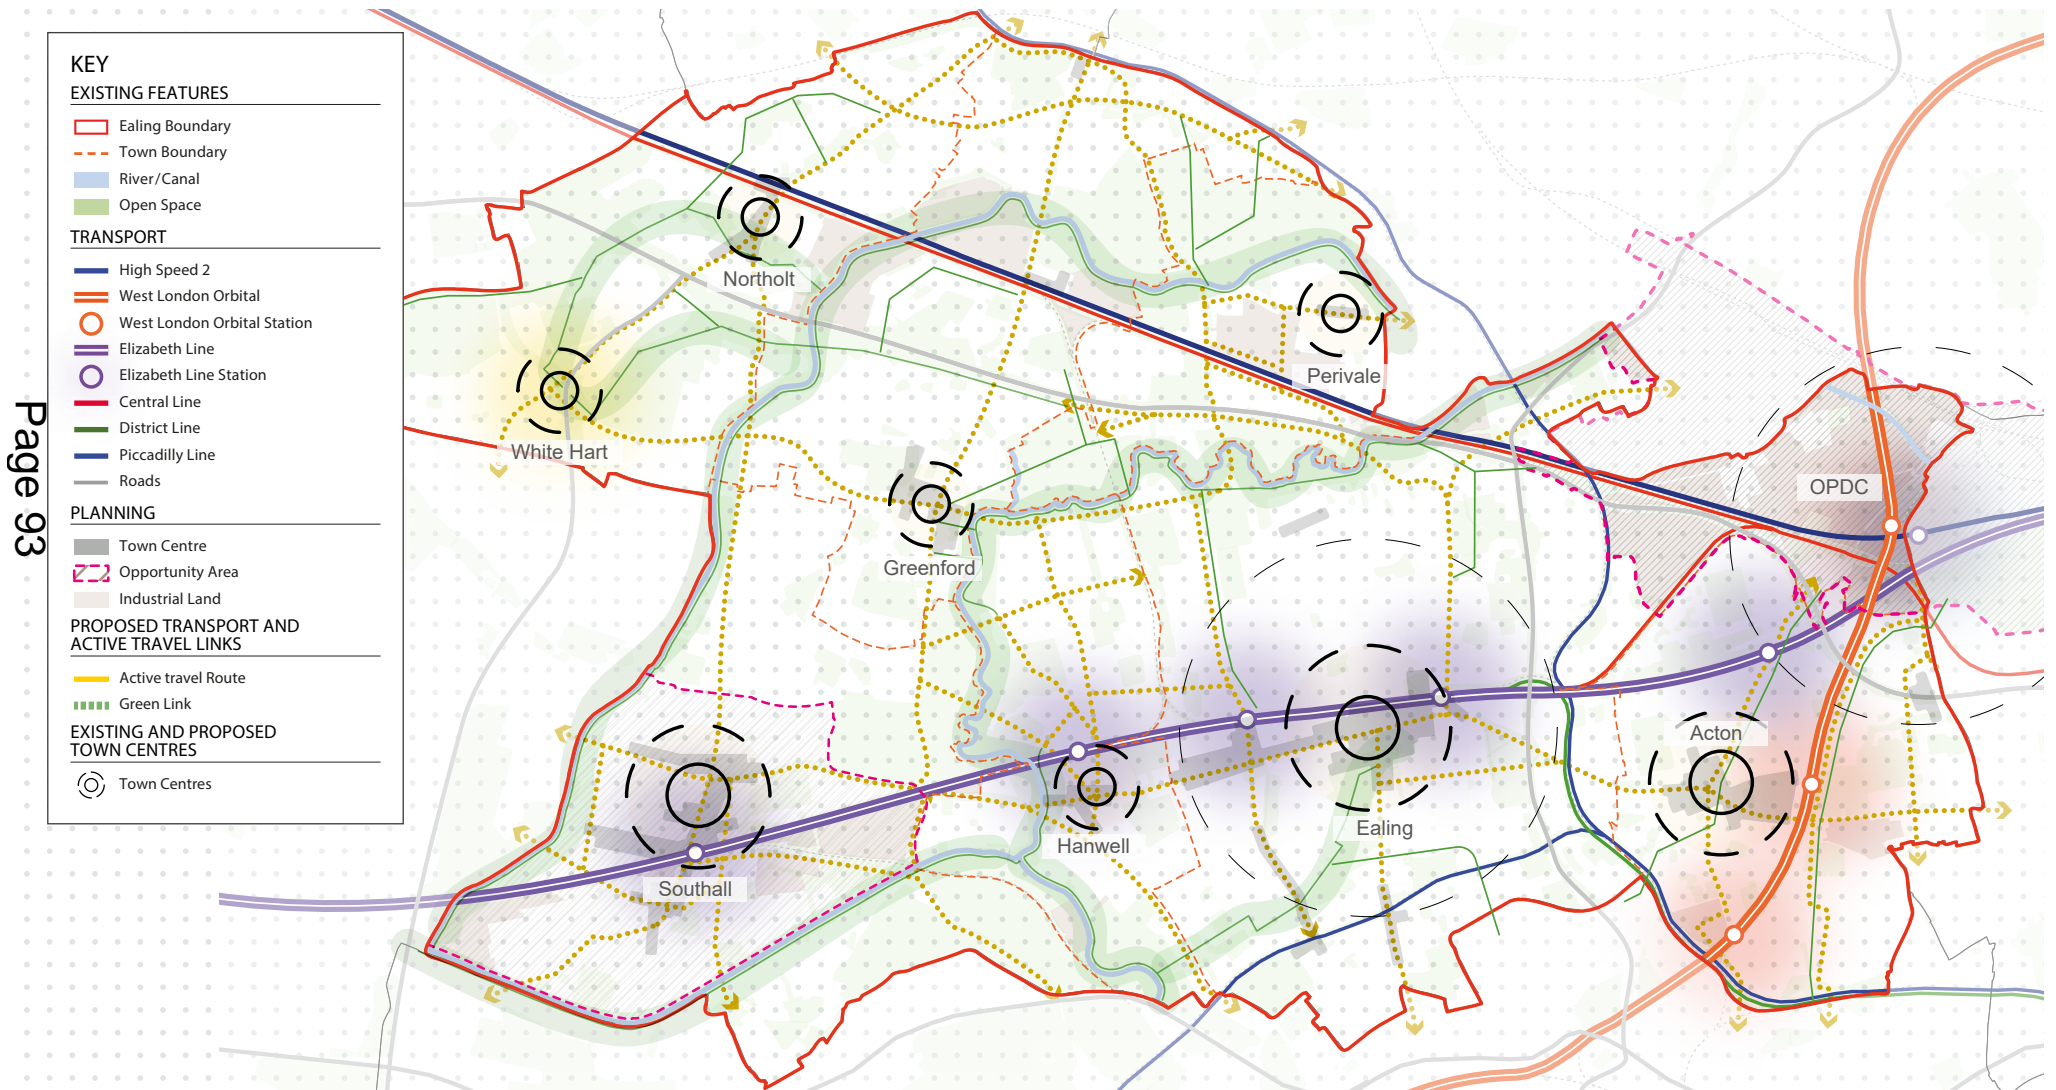 KEY
EXISTING FEATURES
Ealing Boundary
Town Boundary
River/Canal
Open Space
TRANSPORT
High Speed 2
West London Orbital
West London Orbital Station
Elizabeth Line
Elizabeth Line Station
Central Line
District Line
Piccadilly Line
Roads
PLANNING
Town Centre
Opportunity Area
Industrial Land
PROPOSED TRANSPORT AND
ACTIVE TRAVEL LINKS
Active travel Route
Green Link
EXISTING AND PROPOSED
TOWN CENTRES
Town Centres
Page 93
Northolt
Perivale
White Hart
OPDC
Greenford
Acton
Ealing
Hanwell
Southall